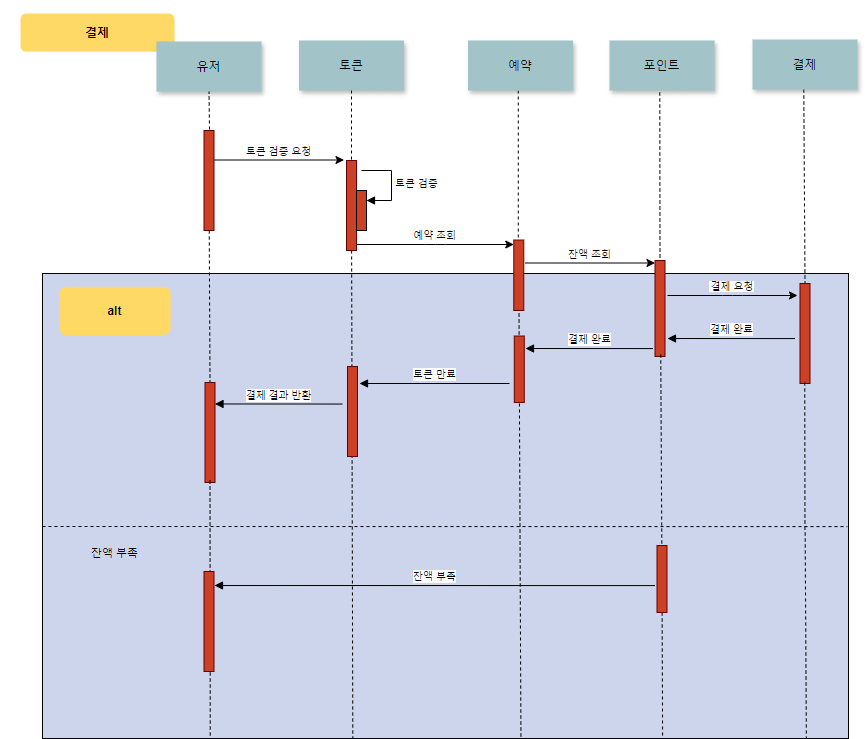 결제
유저
토큰
예약
포인트
결제
토큰 검증 요청
토큰 검증
예약 조회
잔액 조회
alt
결제 요청
결제 완료
결제 완료
토큰 만료
결제 결과 반환
잔액 부족
잔액 부족